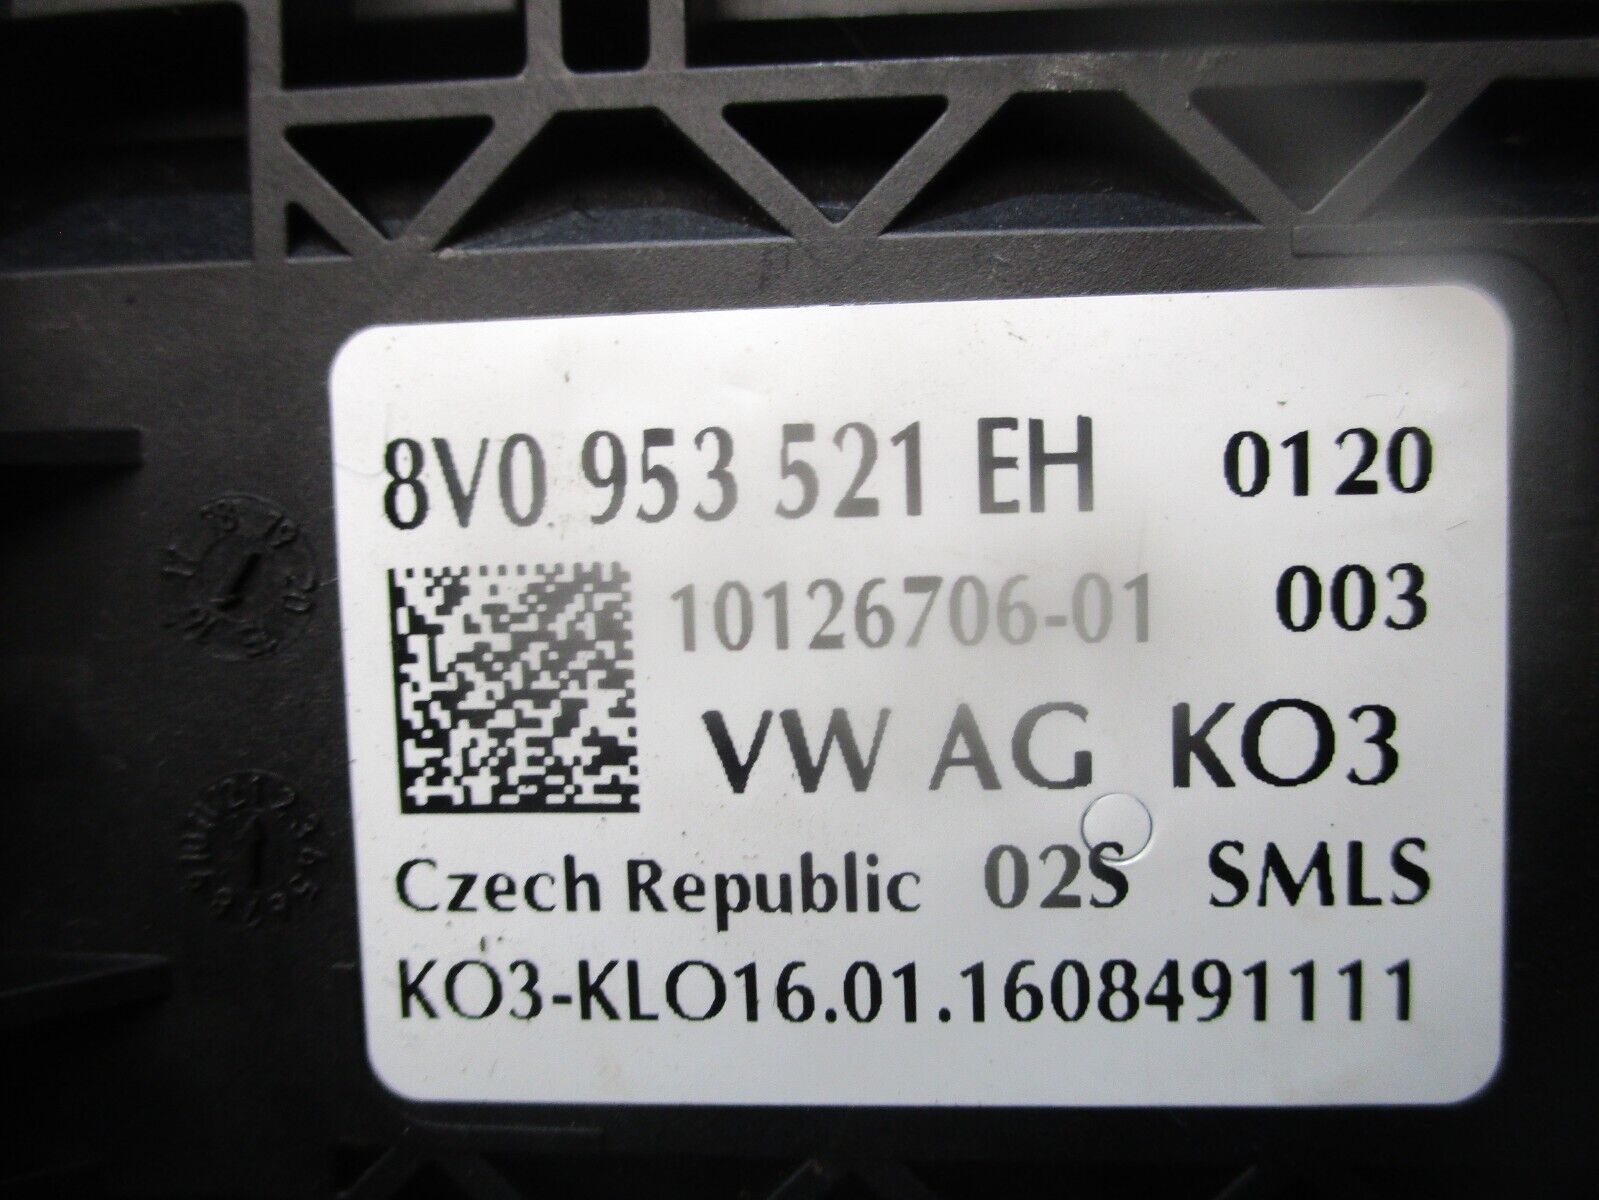 8V0 953 521 EH 0120
10126706-01 003
VW AG KO3
Czech Republic 02S SMLS
KO3-KLO16.01.1608491111